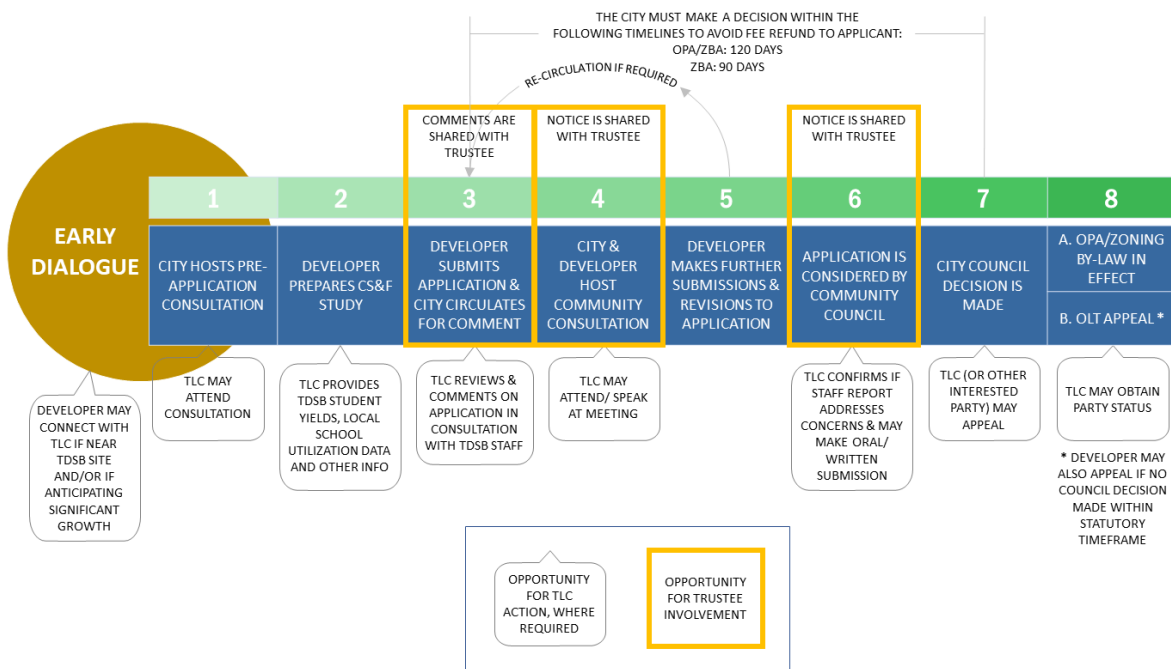 THE CITY MUST MAKE A DECISION WITHIN THE
FOLLOWING TIMELINES TO AVOID FEE REFUND TO APPLICANT:
OPA/ZBA: 120 DAYS
ZBA: 90 DAYS
RE-CIRCULATION IF REQUIRED
COMMENTS ARE
SHARED WITH
TRUSTEE
NOTICE IS SHARED
WITH TRUSTEE
NOTICE IS SHARED
WITH TRUSTEE
EARLY
DIALOGUE
1
2
3
4
5
6
7
8
CITY HOSTS PRE-
APPLICATION
CONSULTATION
DEVELOPER
PREPARES CS&F
STUDY
DEVELOPER
SUBMITS
APPLICATION &
CITY CIRCULATES
FOR COMMENT
CITY &
DEVELOPER
HOST
COMMUNITY
CONSULTATION
DEVELOPER
MAKES FURTHER
SUBMISSIONS &
REVISIONS TO
APPLICATION
APPLICATION IS
CONSIDERED BY
COMMUNITY
COUNCIL
CITY COUNCIL
DECISION IS
MADE
A. OPA/ZONING
BY-LAW IN
EFFECT
B. OLT APPEAL *
DEVELOPER MAY
CONNECT WITH
TLC IF NEAR
TDSB SITE
AND/OR IF
ANTICIPATING
SIGNIFICANT
GROWTH
TLC MAY
ATTEND
CONSULTATION
TLC PROVIDES
TDSB STUDENT
YIELDS, LOCAL
SCHOOL
UTILIZATION DATA
AND OTHER INFO
TLC REVIEWS &
COMMENTS ON
APPLICATION IN
CONSULTATION
WITH TDSB STAFF
TLC MAY
ATTEND/ SPEAK
AT MEETING
TLC CONFIRMS IF
STAFF REPORT
ADDRESSES
CONCERNS & MAY
MAKE ORAL/
WRITTEN
SUBMISSION
TLC (OR OTHER
INTERESTED
PARTY) MAY
APPEAL
TLC MAY OBTAIN
PARTY STATUS
* DEVELOPER MAY
ALSO APPEAL IF NO
COUNCIL DECISION
MADE WITHIN
STATUTORY
TIMEFRAME
OPPORTUNITY
FOR TLC
ACTION, WHERE
REQUIRED
OPPORTUNITY
FOR TRUSTEE
INVOLVEMENT